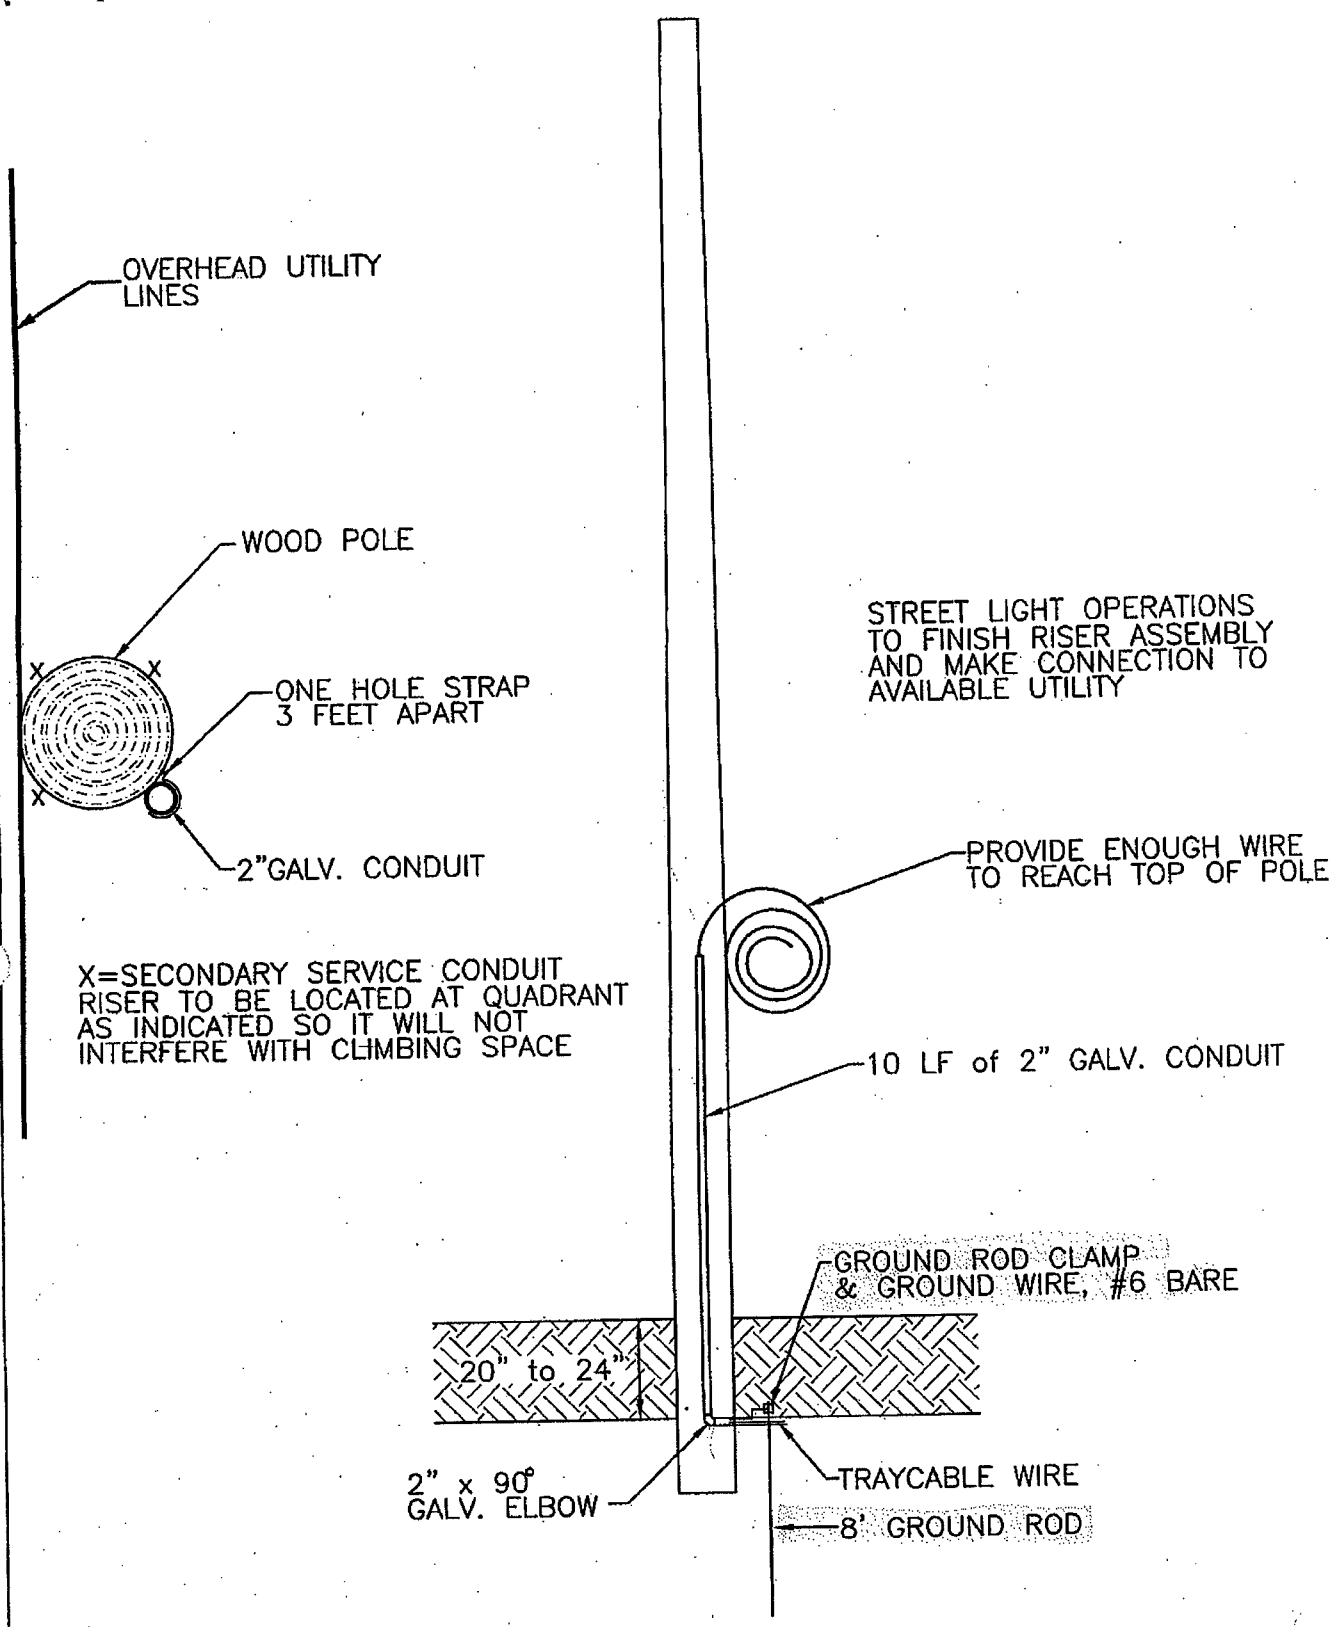 OVERHEAD UTILITY
LINES
WOOD POLE
X
X
ONE HOLE STRAP
3 FEET APART
X
2"GALV. CONDUIT
X=SECONDARY SERVICE CONDUIT
RISER TO BE LOCATED AT QUADRANT
AS INDICATED SO IT WILL NOT
INTERFERE WITH CLIMBING SPACE
STREET LIGHT OPERATIONS
TO FINISH RISER ASSEMBLY
AND MAKE CONNECTION TO
AVAILABLE UTILITY
PROVIDE ENOUGH WIRE
TO REACH TOP OF POLE
10 LF of 2" GALV. CONDUIT
GROUND ROD CLAMP
& GROUND WIRE, #6 BARE
20" to 24"
2" x 90°
GALV. ELBOW
TRAYCABLE WIRE
8' GROUND ROD